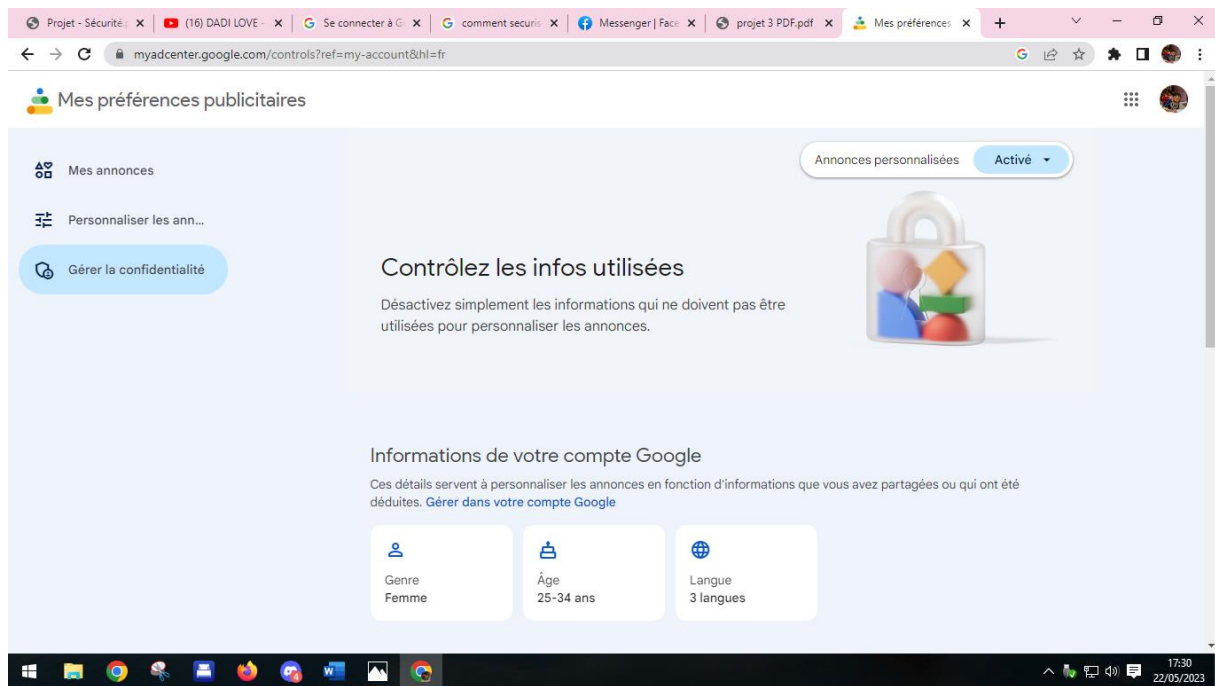 Projet - Sécurité.
(16) DADI LOVE -
Se connecter à G
comment securis
Messenger | Face
projet 3 PDF.pdf
Mes préférences
myadcenter.google.com/controls?ref=my-account&hl=fr
Mes préférences publicitaires
Mes annonces
Annonces personnalisées Activé
Personnaliser les ann...
Gérer la confidentialité
Contrôlez les infos utilisées
Désactivez simplement les informations qui ne doivent pas être
utilisées pour personnaliser les annonces.
Informations de votre compte Google
Ces détails servent à personnaliser les annonces en fonction d'informations que vous avez partagées ou qui ont été
déduites. Gérer dans votre compte Google
Genre
Femme
Âge
25-34 ans
Langue
3 langues
17:30
22/05/2023